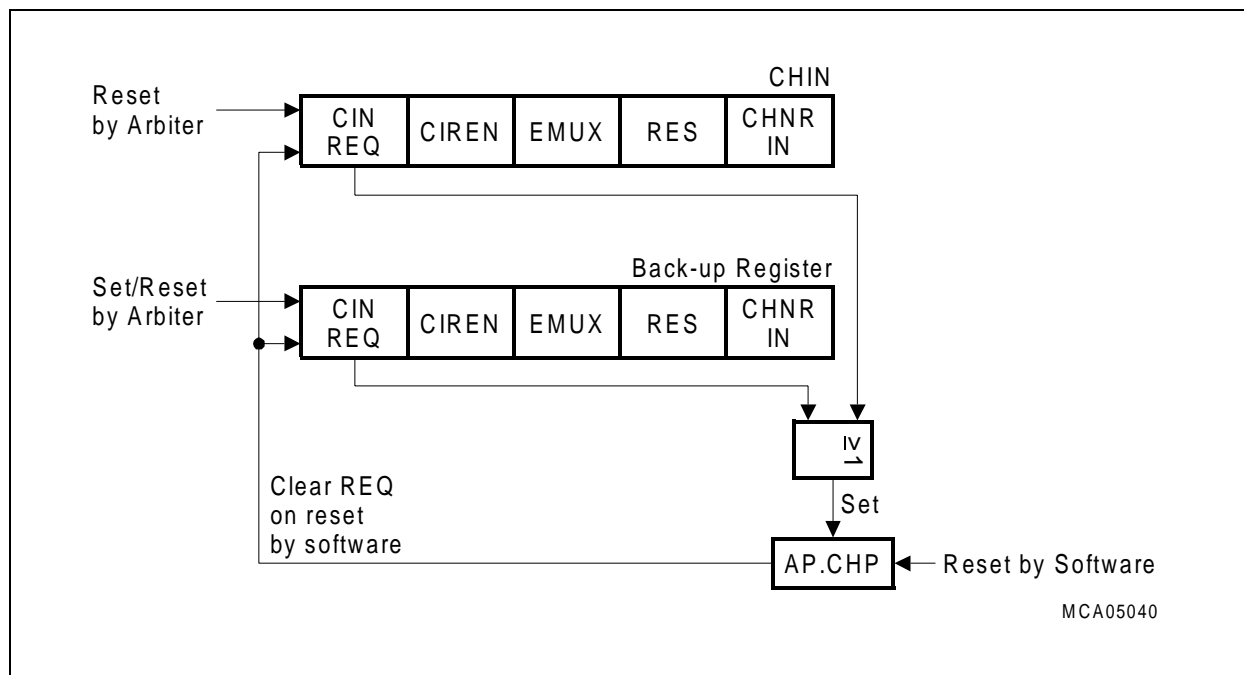 CHIN
Reset
by Arbiter
CIN
REQ
CIREN
EMUX
RES
CHNR
IN
Back-up Register
Set/Reset
by Arbiter
CIN
REQ
CIREN
EMUX
RES
CHNR
IN
≥1
Clear REQ
on reset
by software
Set
AP.CHP
Reset by Software
MCA05040